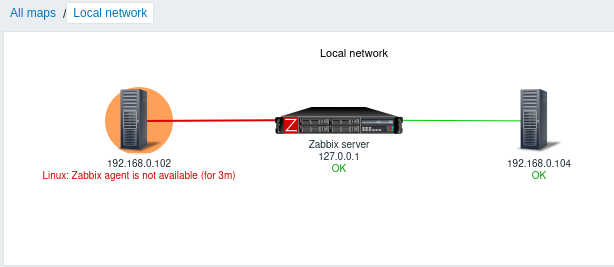 All maps / Local network
Local network
Z
192.168.0.102
Linux: Zabbix agent is not available (for 3m)
Zabbix server
127.0.0.1
OK
192.168.0.104
OK